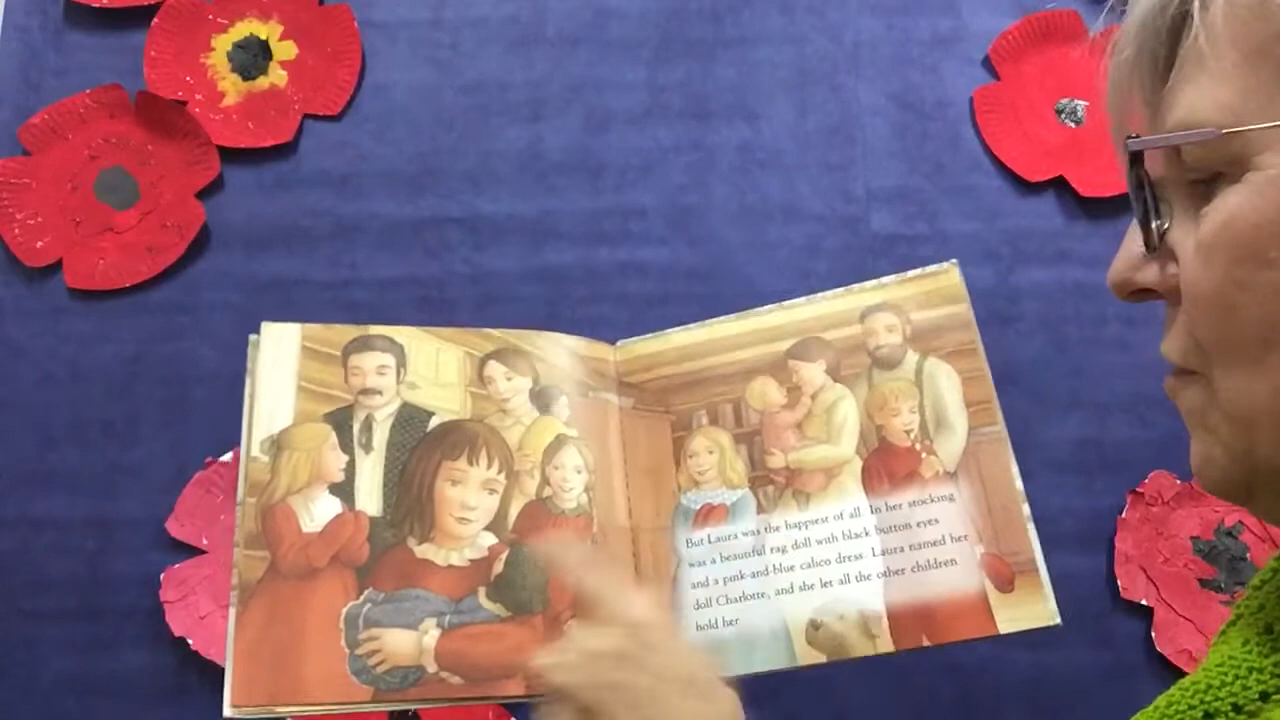 But Laura was the happiest of all. In her stocking
was a beautiful rag doll with black button eyes
and a pink-and-blue calico dress. Laura named her
doll Charlotte, and she let all the other children
hold her